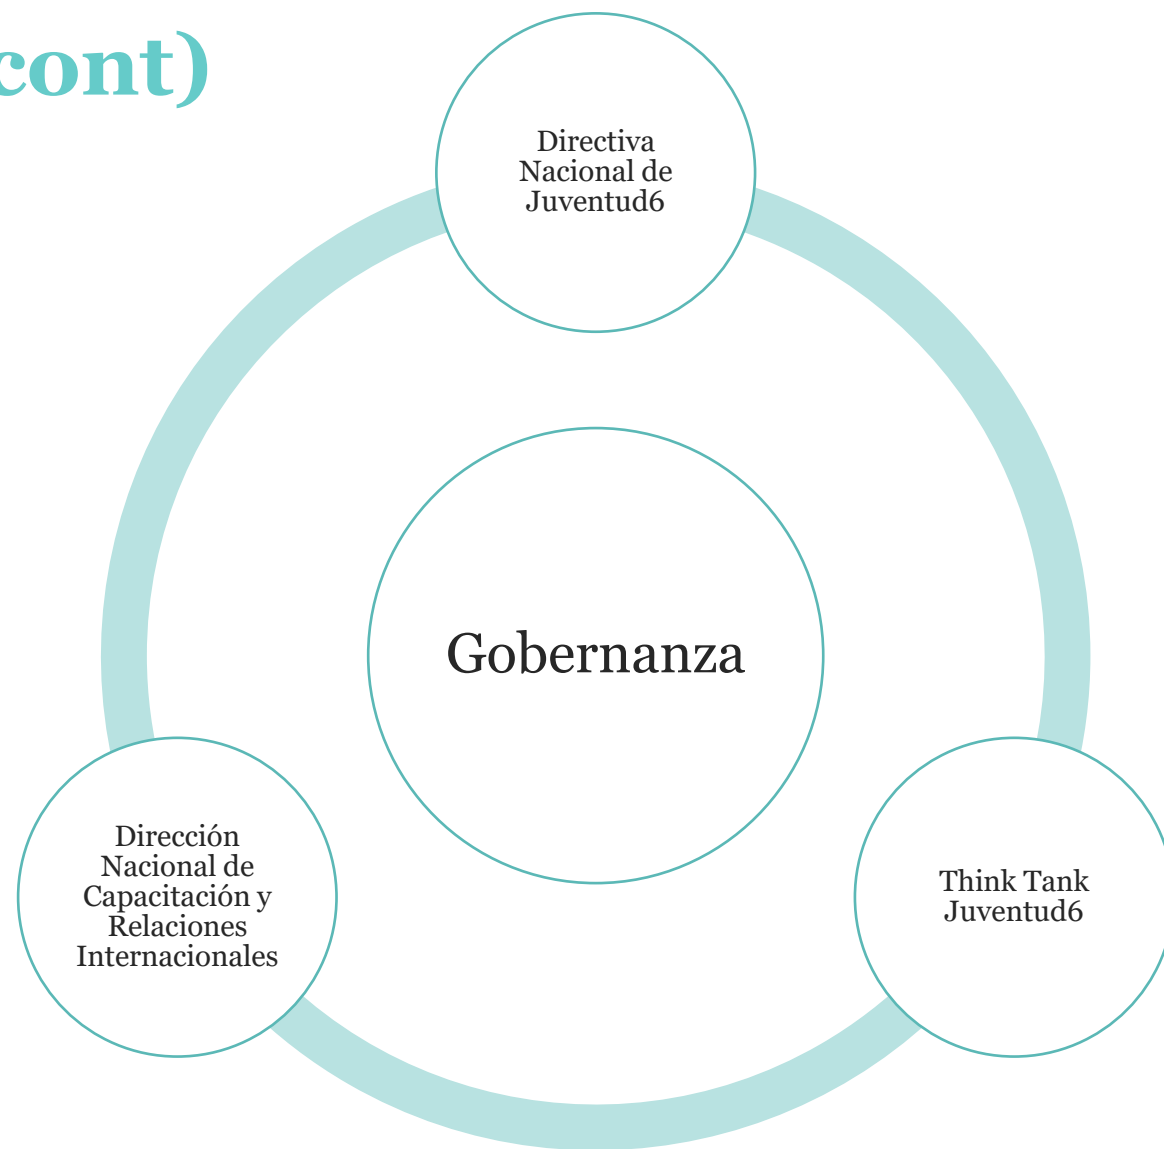 cont)
Directiva
Nacional de
Juventud6
Gobernanza
Dirección
Nacional de
Capacitación y
Relaciones
Internacionales
Think Tank
Juventud6